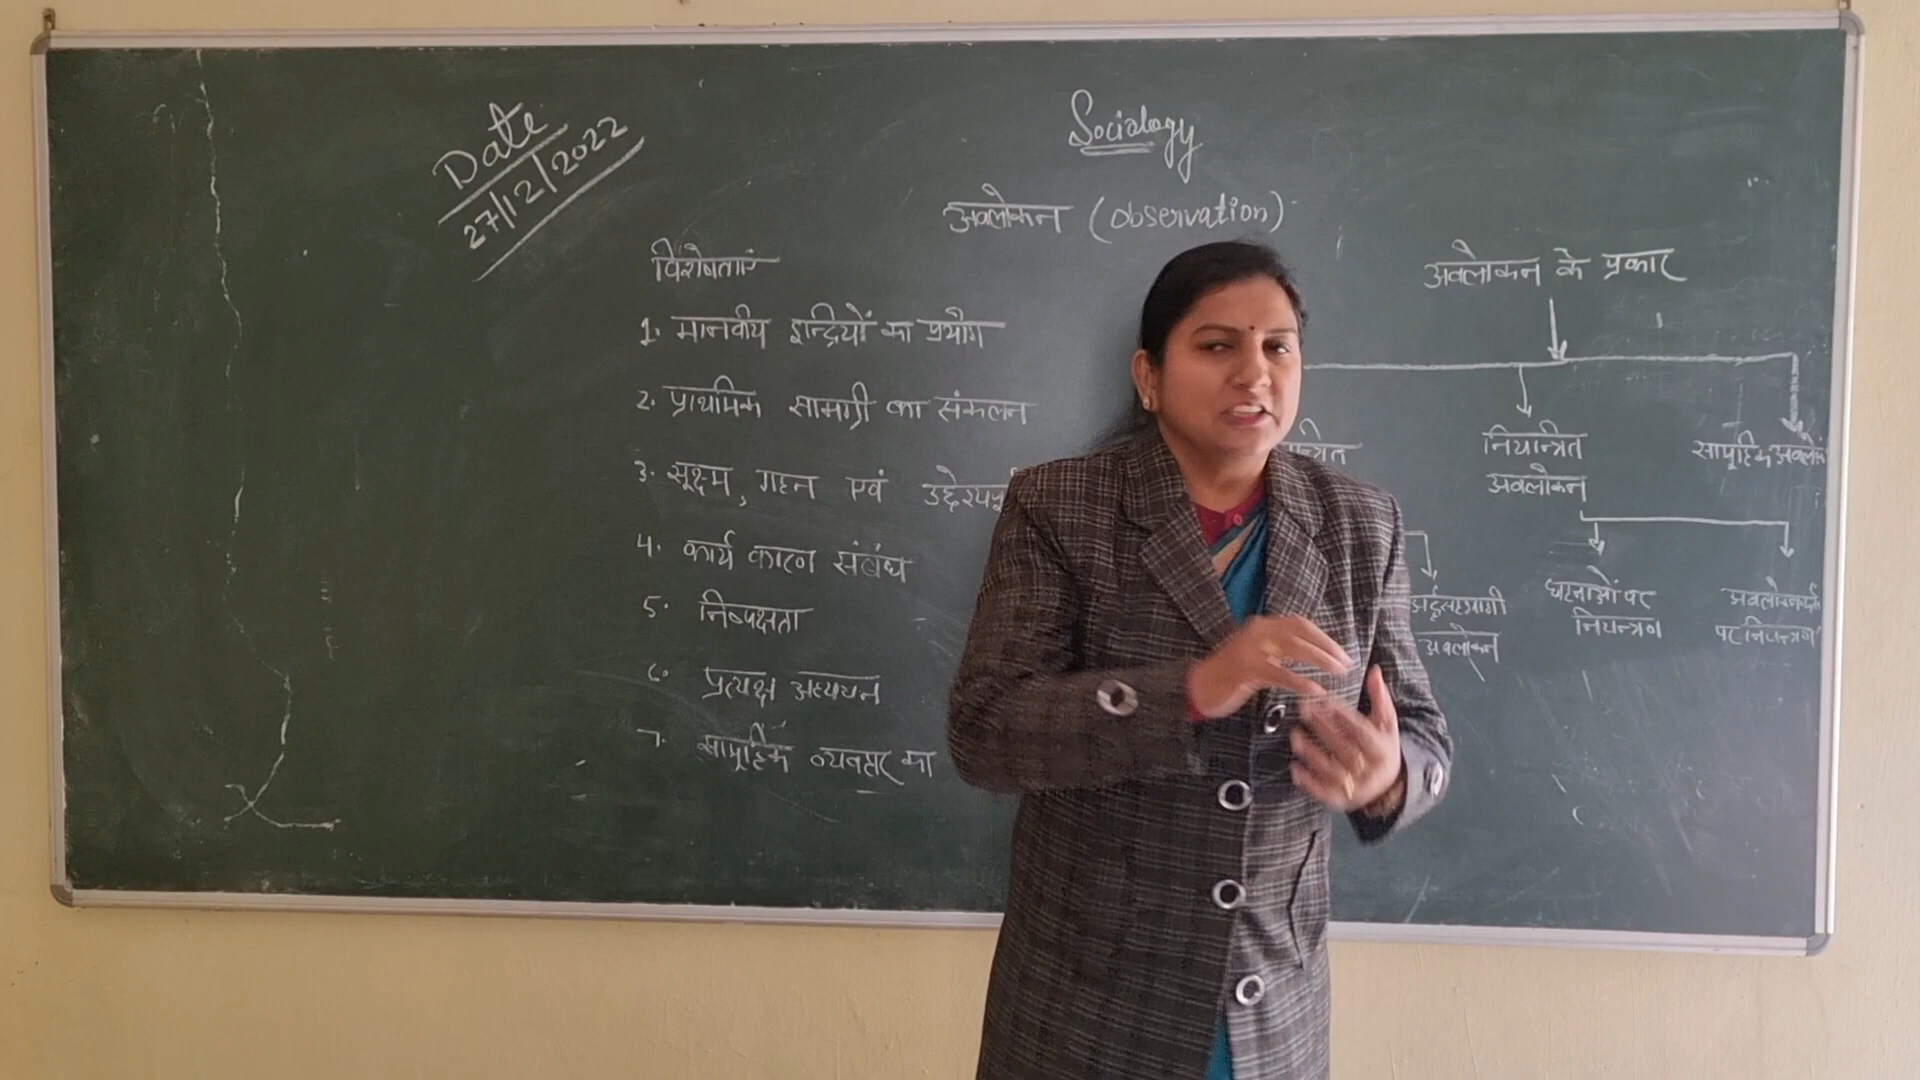 Date
27/12/2022
Sociology
अवलोकन (observation)
विशेषताएं
1. मानवीय इन्द्रियों का प्रयोग
2. प्राथमिक सामग्री का संकलन
3. सूक्ष्म, गहन एवं
4. कार्य कारण संबंध
5. निष्पक्षता
6. प्रत्यक्ष अध्ययन
7. सामूहिक व्यवहार का
अवलोकन के प्रकार
नियन्त्रित
अवलोकन
सामूहिक
अवलोकन
घटनाओं पर
नियन्त्रण
पर नियन्त्रण